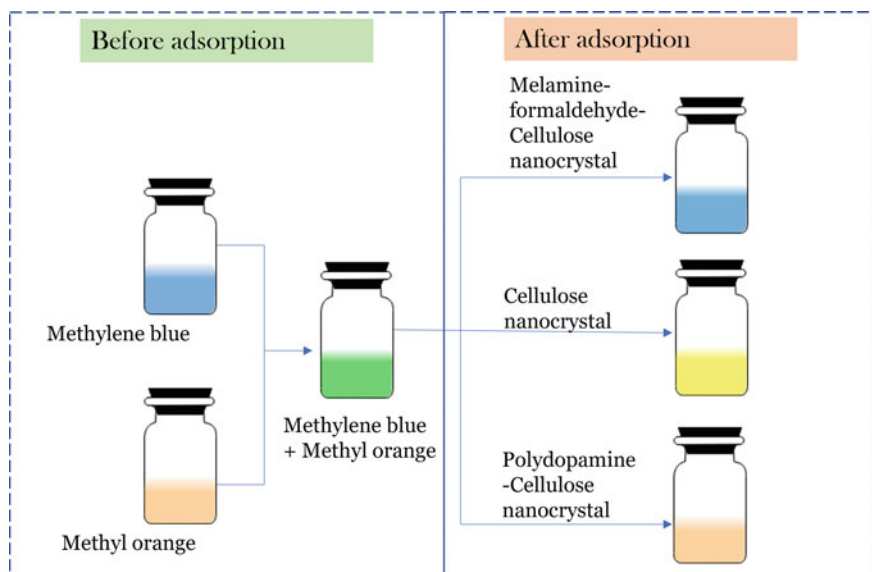 Before adsorption
After adsorption
Melamine-
formaldehyde-
Cellulose
nanocrystal
Methylene blue
Cellulose
nanocrystal
Methylene blue
+ Methyl orange
Methyl orange
Polydopamine
-Cellulose
nanocrystal